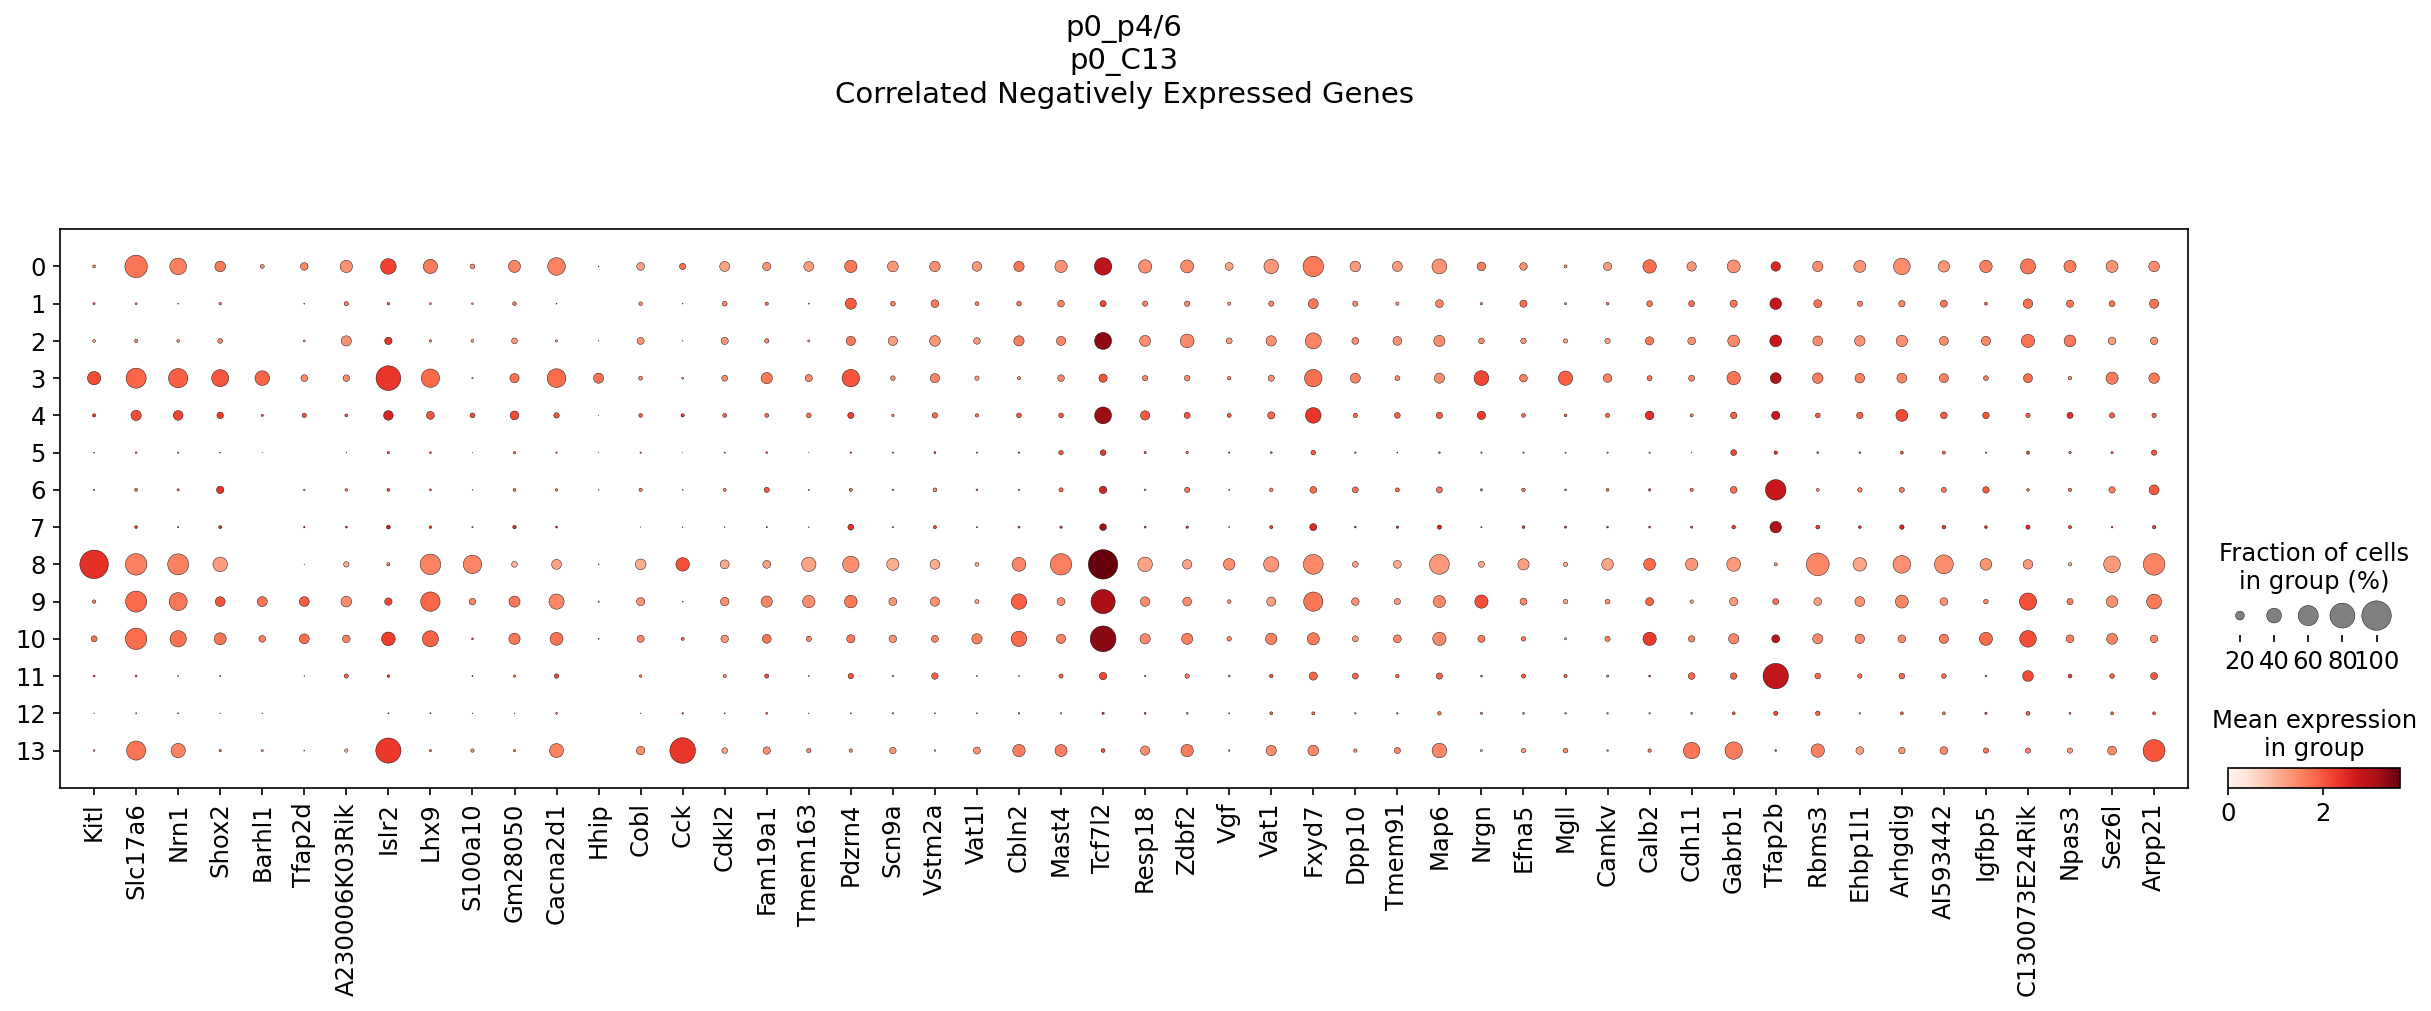 p0_p4/6
p0_C13
Correlated Negatively Expressed Genes
0
1
2
3
4
5
6
7
8
9
10
11
12
13
Kitl
Slc17a6
Nrn1
Shox2
Barhl1
Tfap2d
A230006K03Rik
Islr2
Lhx9
S100a10
Gm28050
Cacna2d1
Hhip
Cobl
Cck
Cdkl2
Fam19a1
Tmem163
Pdzrn4
Scn9a
Vstm2a
Vat1l
Cbln2
Mast4
Tcf7l2
Resp18
Zdbf2
Vgf
Vat1
Fxyd7
Dpp10
Tmem91
Map6
Nrgn
Efna5
Mgll
Camkv
Calb2
Cdh11
Gabrb1
Tfap2b
Rbms3
Ehbp1l1
Arhgdig
AI593442
Igfbp5
C130073E24Rik
Npas3
Sez6l
Arpp21
Fraction of cells
in group (%)
20 40 60 80 100
Mean expression
in group
0 2